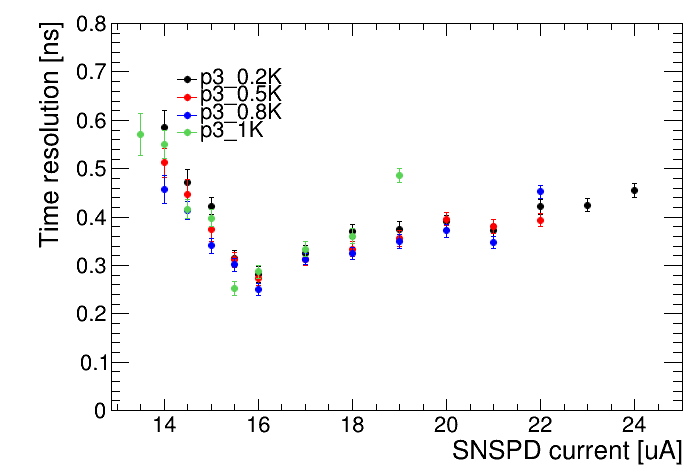 Time resolution [ns]
0.8
0.7
0.6
0.5
0.4
0.3
0.2
0.1
0
p3_0.2K
p3_0.5K
p3_0.8K
p3_1K
14 16 18 20 22 24
SNSPD current [uA]